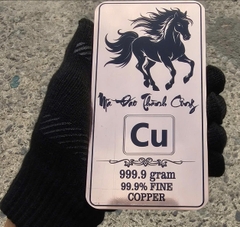 Mã Đáo Thành Công
Cu
999.9 gram
99.9% FINE
COPPER